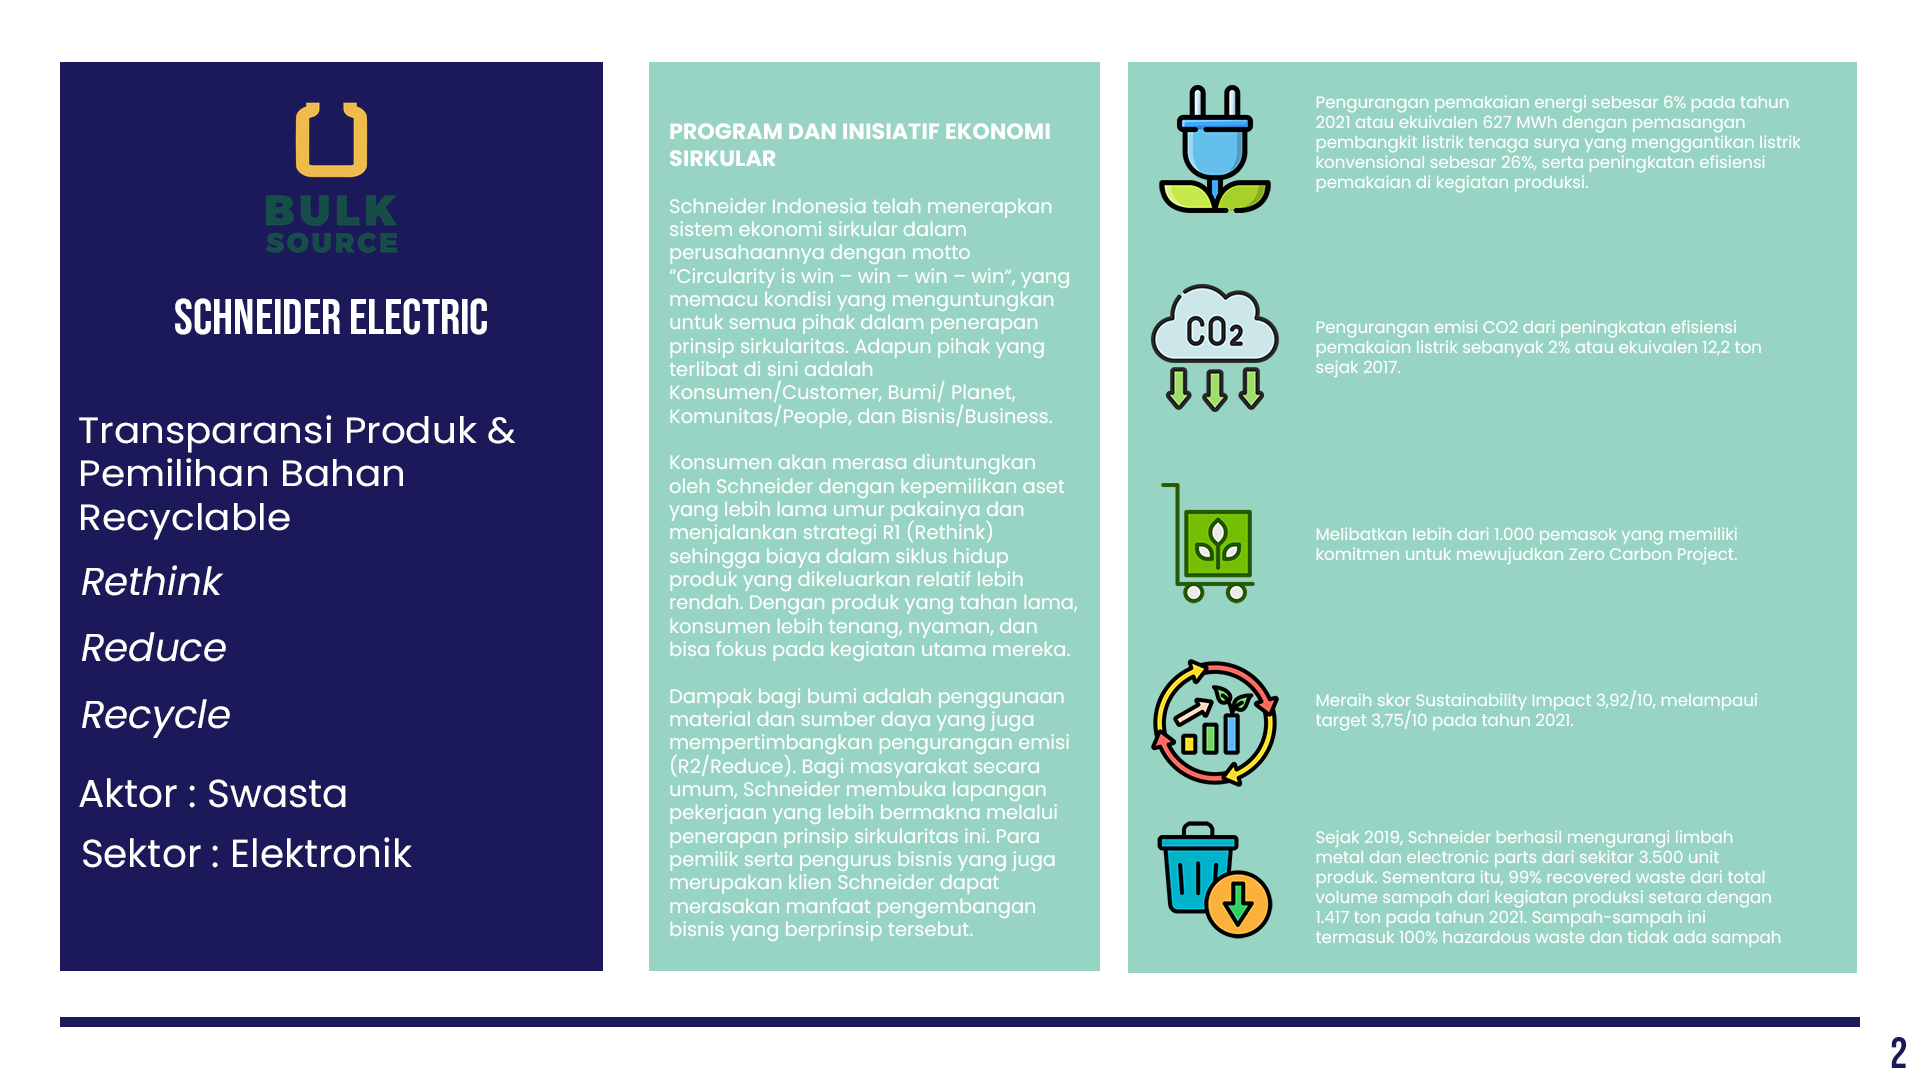 BULK
SOURCE
SCHNEIDER ELECTRIC
Transparansi Produk &
Pemilihan Bahan
Recyclable
Rethink
Reduce
Recycle
Aktor : Swasta
Sektor : Elektronik
PROGRAM DAN INISIATIF EKONOMI
SIRKULAR
Schneider Indonesia telah menerapkan
sistem ekonomi sirkular dalam
perusahaannya dengan motto
“Circularity is win – win – win – win”, yang
memacu kondisi yang menguntungkan
untuk semua pihak dalam penerapan
prinsip sirkularitas. Adapun pihak yang
terlibat di sini adalah
Konsumen/Customer, Bumi/ Planet,
Komunitas/People, dan Bisnis/Business.
Konsumen akan merasa diuntungkan
oleh Schneider dengan kepemilikan aset
yang lebih lama umur pakainya dan
menjalankan strategi R1 (Rethink)
sehingga biaya dalam siklus hidup
produk yang dikeluarkan relatif lebih
rendah. Dengan produk yang tahan lama,
konsumen lebih tenang, nyaman, dan
bisa fokus pada kegiatan utama mereka.
Dampak bagi bumi adalah penggunaan
material dan sumber daya yang juga
mempertimbangkan pengurangan emisi
(R2/Reduce). Bagi masyarakat secara
umum, Schneider membuka lapangan
pekerjaan yang lebih bermakna melalui
penerapan prinsip sirkularitas ini. Para
pemilik serta pengurus bisnis yang juga
merupakan klien Schneider dapat
merasakan manfaat pengembangan
bisnis yang berprinsip tersebut.
Pengurangan pemakaian energi sebesar 6% pada tahun
2021 atau ekuivalen 627 MWh dengan pemasangan
pembangkit listrik tenaga surya yang menggantikan listrik
konvensional sebesar 26%, serta peningkatan efisiensi
pemakaian di kegiatan produksi.
CO2
Pengurangan emisi CO2 dari peningkatan efisiensi
pemakaian listrik sebanyak 2% atau ekuivalen 12,2 ton
sejak 2017.
Melibatkan lebih dari 1.000 pemasok yang memiliki
komitmen untuk mewujudkan Zero Carbon Project.
Meraih skor Sustainability Impact 3,92/10, melampaui
target 3,75/10 pada tahun 2021.
Sejak 2019, Schneider berhasil mengurangi limbah
metal dan electronic parts dari sekitar 3.500 unit
produk. Sementara itu, 99% recovered waste dari total
volume sampah dari kegiatan produksi setara dengan
1.417 ton pada tahun 2021. Sampah-sampah ini
termasuk 100% hazardous waste dan tidak ada sampah
2